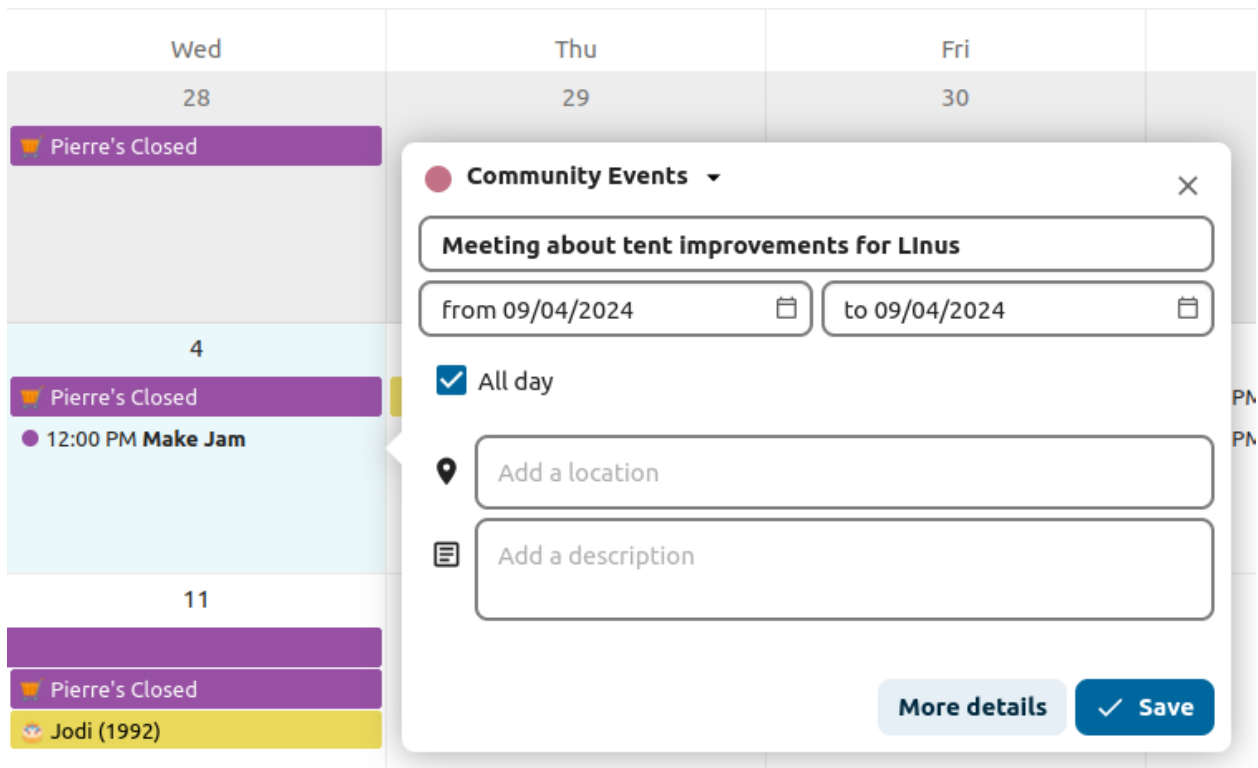 Wed Thu Fri
28 29 30
🛒 Pierre's Closed
Community Events
Meeting about tent improvements for LInus
from 09/04/2024 to 09/04/2024
4
All day
🛒 Pierre's Closed
PM
12:00 PM Make Jam
PM
Add a location
Add a description
11
🛒 Pierre's Closed
More details Save
🎂 Jodi (1992)